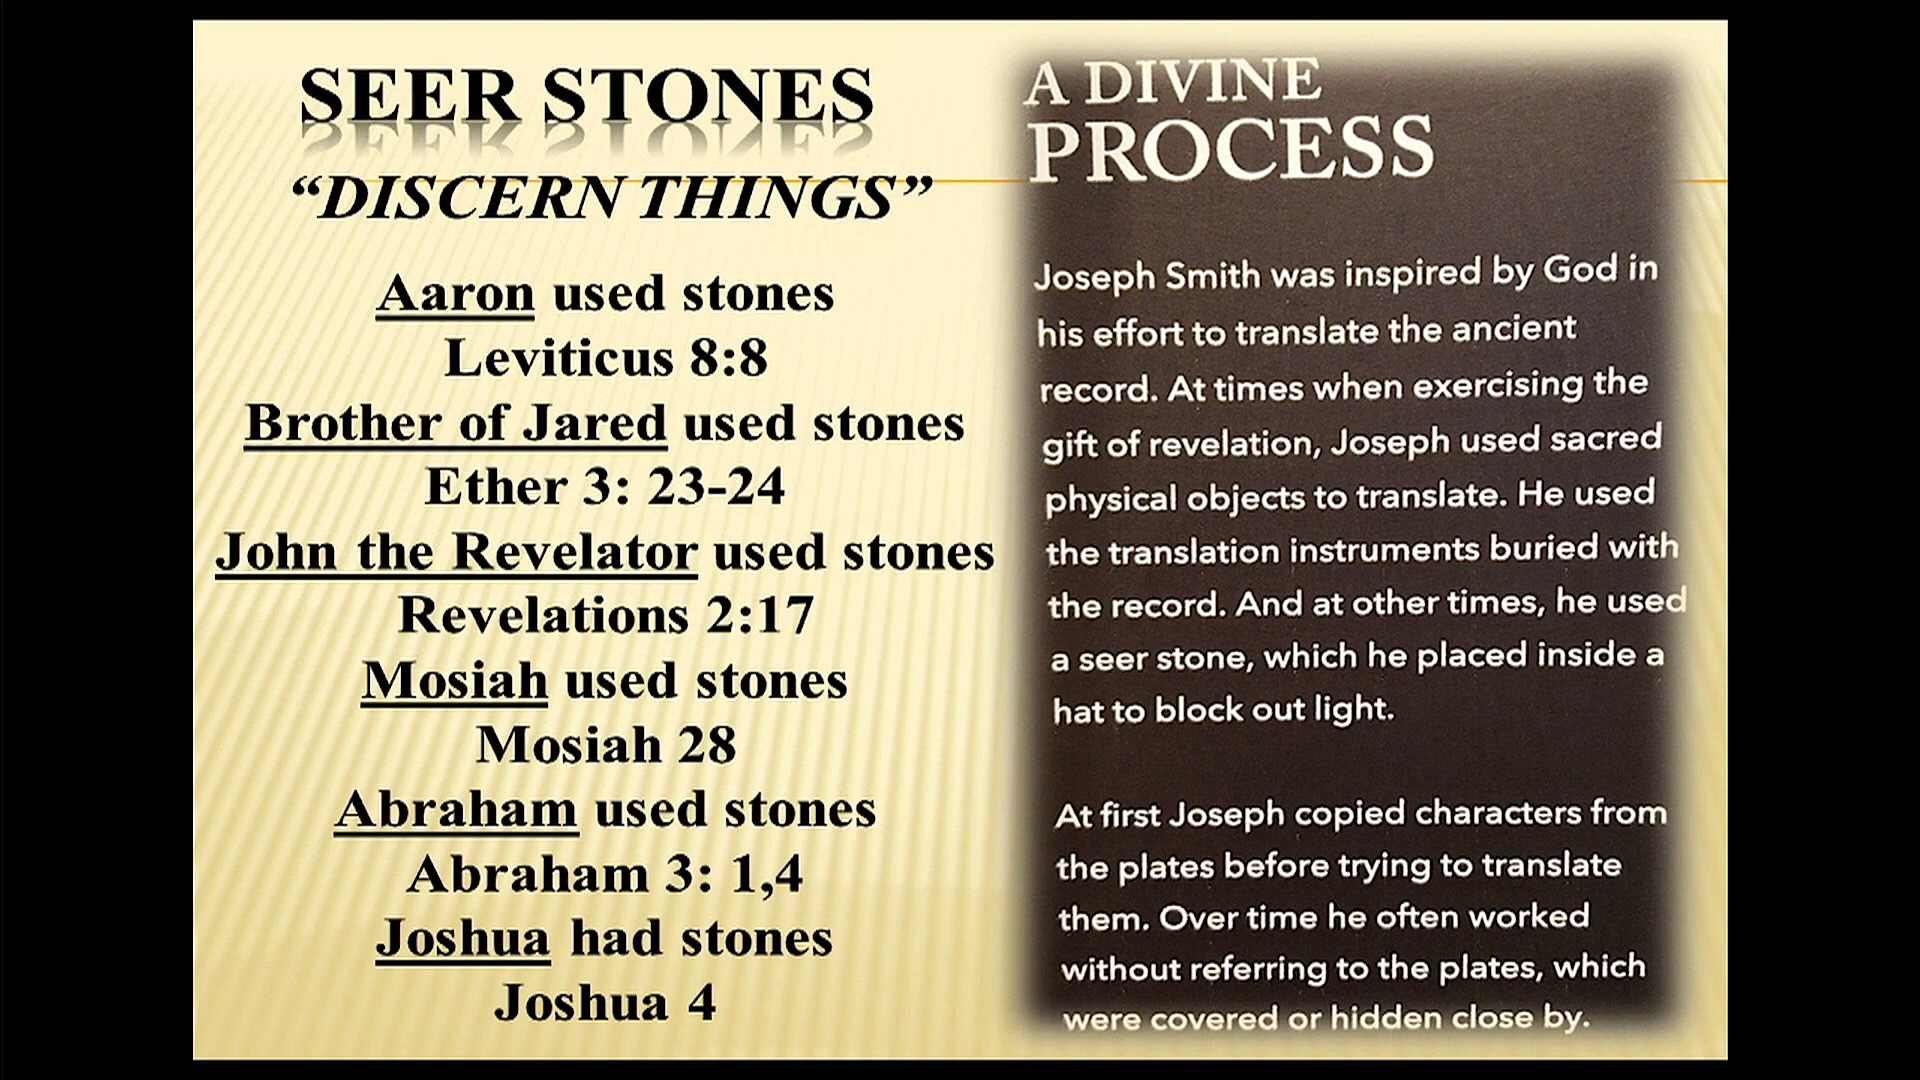 SEER STONES
“DISCERN THINGS”
Aaron used stones
Leviticus 8:8
Brother of Jared used stones
Ether 3: 23-24
John the Revelator used stones
Revelations 2:17
Mosiah used stones
Mosiah 28
Abraham used stones
Abraham 3: 1,4
Joshua had stones
Joshua 4
A DIVINE
PROCESS
Joseph Smith was inspired by God in
his effort to translate the ancient
record. At times when exercising the
gift of revelation, Joseph used sacred
physical objects to translate. He used
the translation instruments buried with
the record. And at other times, he used
a seer stone, which he placed inside a
hat to block out light.
At first Joseph copied characters from
the plates before trying to translate
them. Over time he often worked
without referring to the plates, which
were covered or hidden close by.